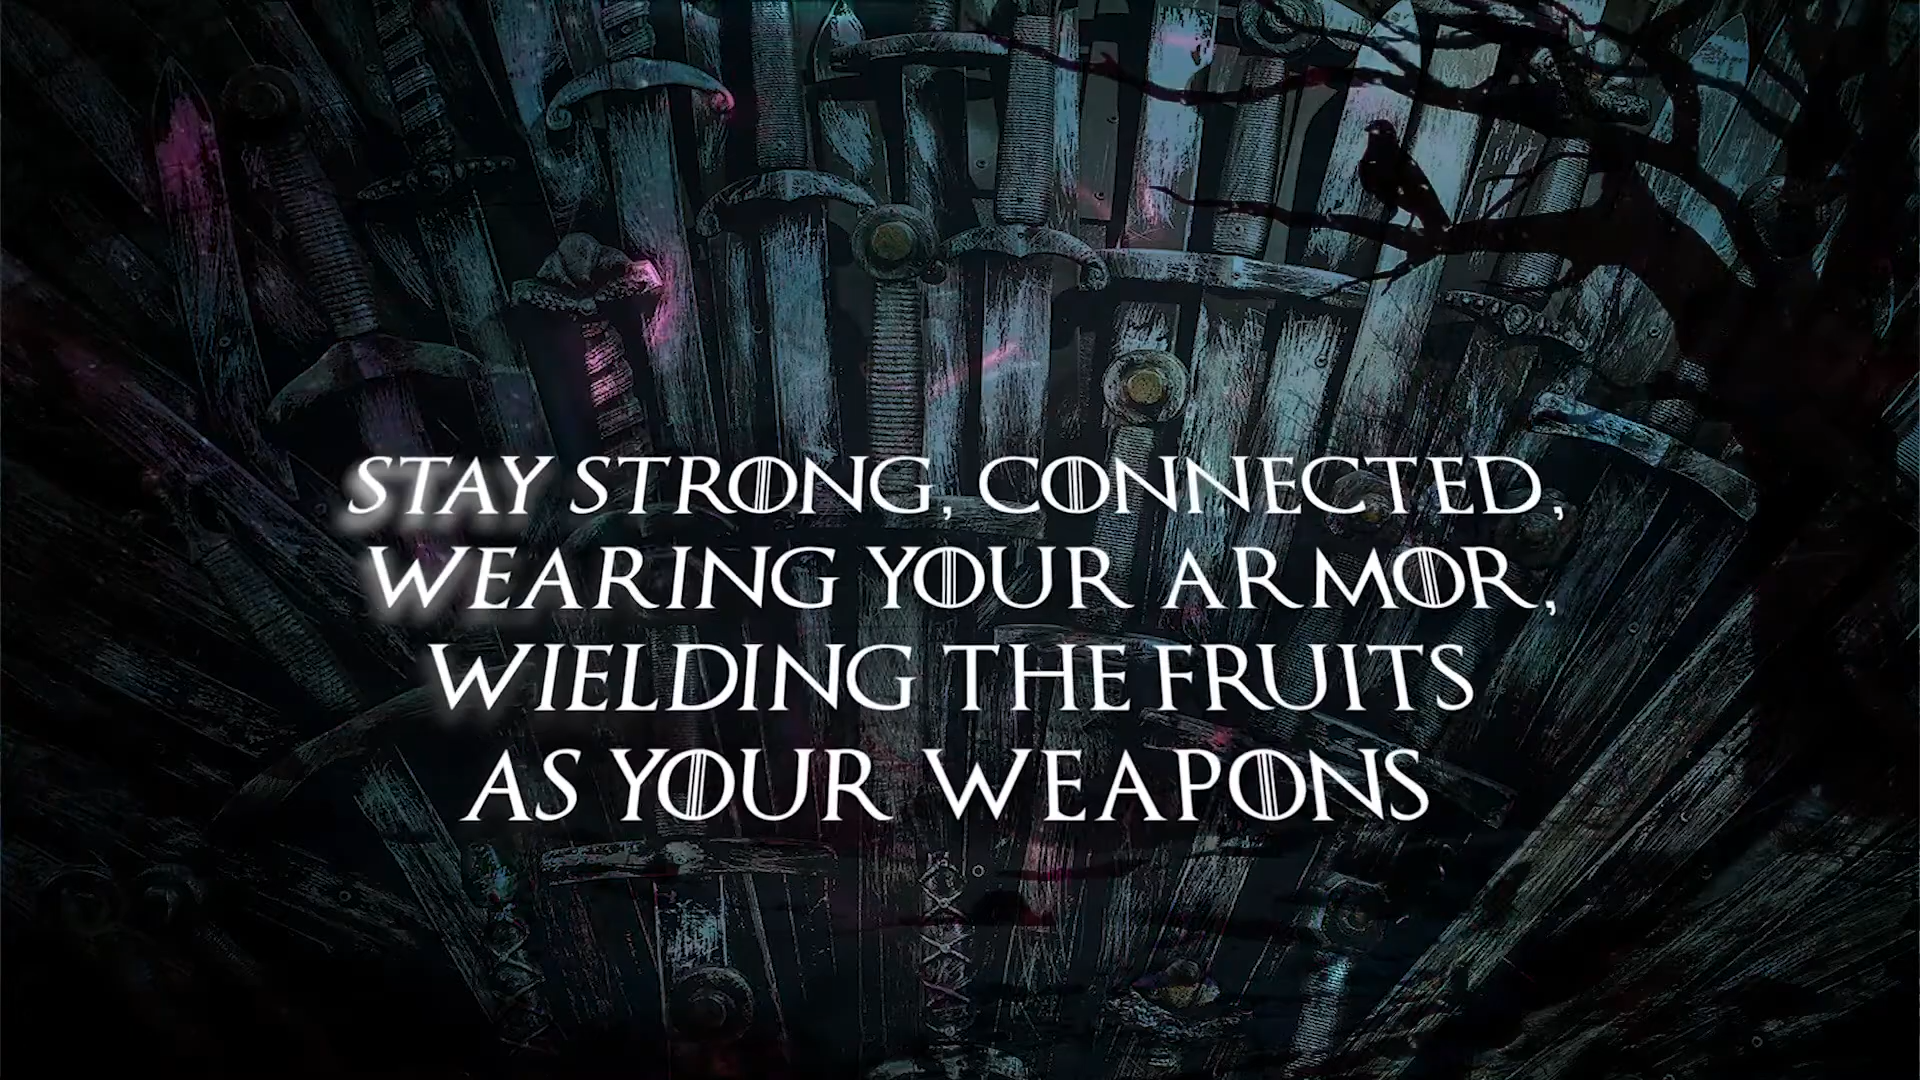 STAY STRONG, CONNECTED,
WEARING YOUR ARMOR,
WIELDING THE FRUITS
AS YOUR WEAPONS